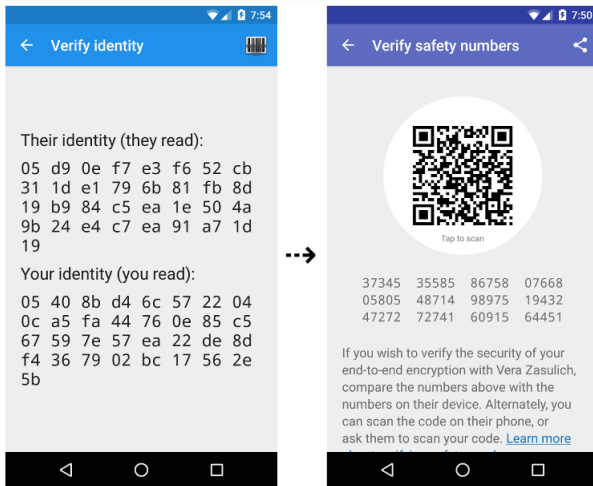 7:54
Verify identity
Their identity (they read):
05 d9 0e f7 e3 f6 52 cb
31 1d e1 79 6b 81 fb 8d
19 b9 84 c5 ea 1e 50 4a
9b 24 e4 c7 ea 91 a7 1d
19
Your identity (you read):
05 40 8b d4 6c 57 22 04
0c a5 fa 44 76 0e 85 c5
67 59 7e 57 ea 22 de 8d
f4 36 79 02 bc 17 56 2e
5b
7:50
Verify safety numbers
Tap to scan
37345 35585 86758 07668
05805 48714 98975 19432
47272 72741 60915 64451
If you wish to verify the security of your
end-to-end encryption with Vera Zasulich,
compare the numbers above with the
numbers on their device. Alternately, you
can scan the code on their phone, or
ask them to scan your code. Learn more